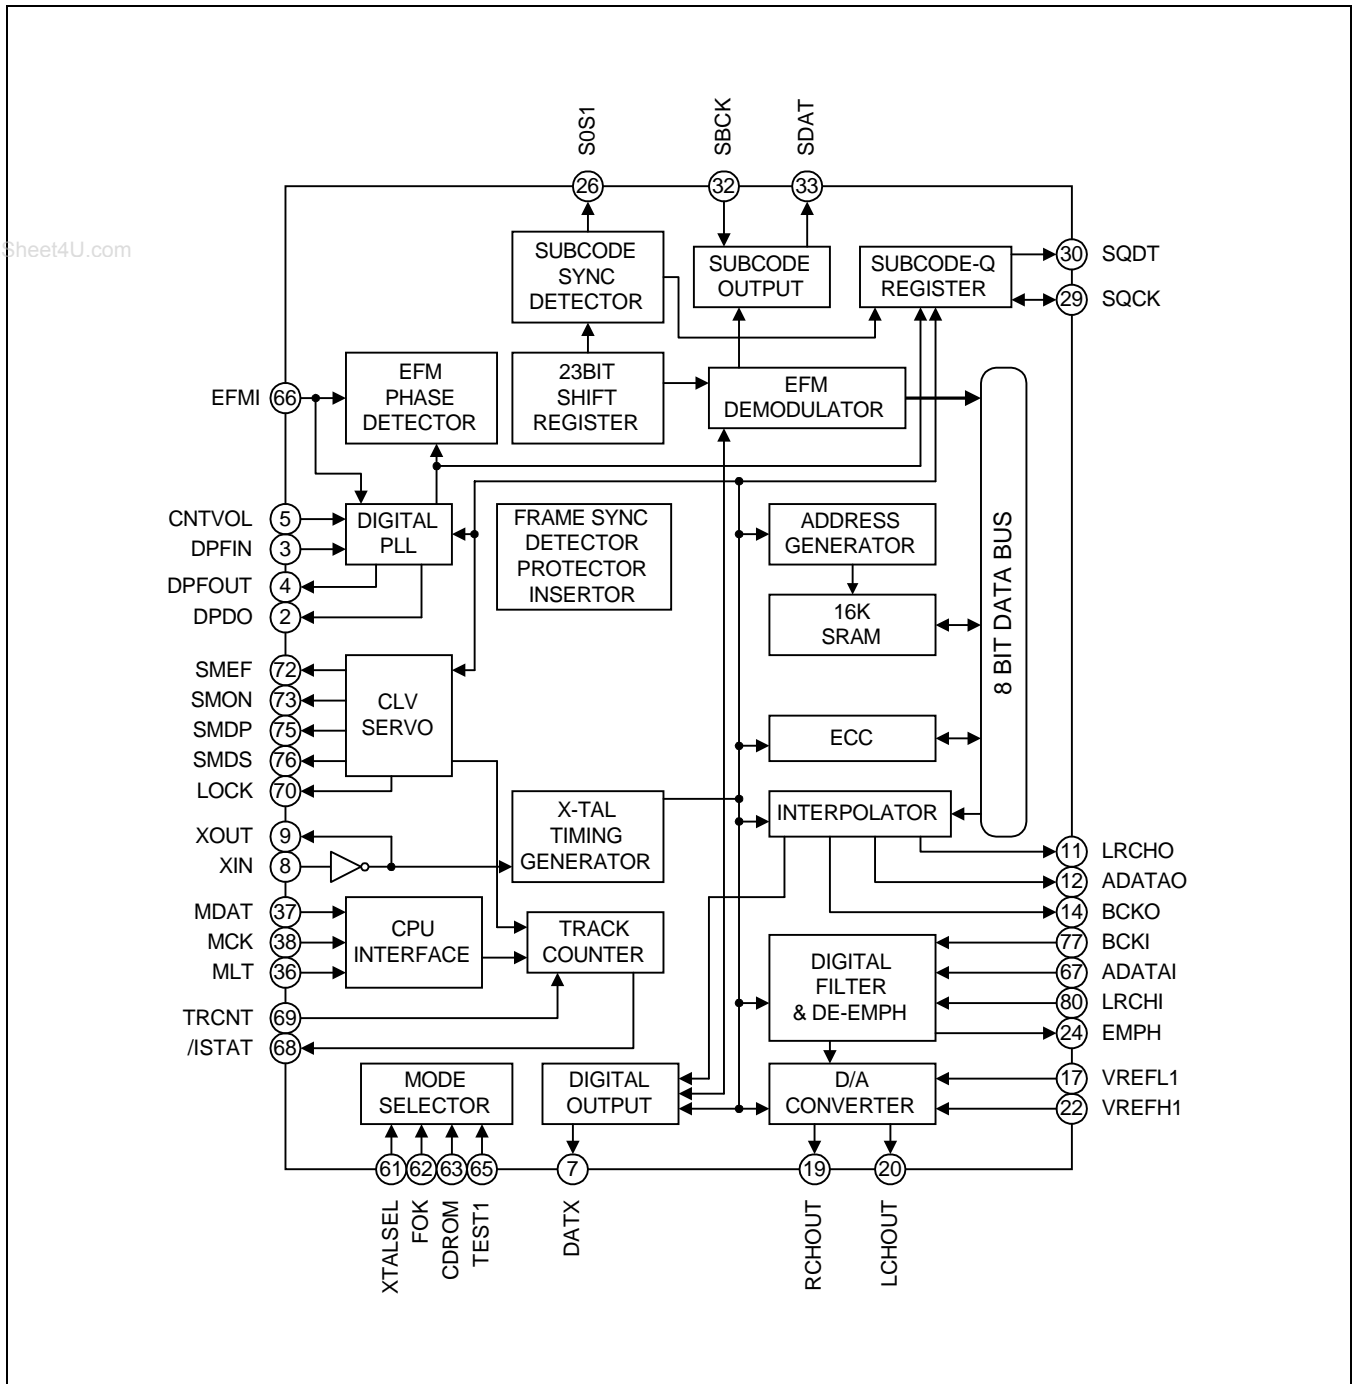 S0S1
SBCK
SDAT
26
32
33
Sheet4U.com
SUBCODE
SYNC
DETECTOR
SUBCODE
OUTPUT
SUBCODE-Q
REGISTER
30 SQDT
29 SQCK
EFMI 66
EFM
PHASE
DETECTOR
23BIT
SHIFT
REGISTER
EFM
DEMODULATOR
8 BIT DATA BUS
CNTVOL 5
DPFIN 3
DPFOUT 4
DPDO 2
DIGITAL
PLL
FRAME SYNC
DETECTOR
PROTECTOR
INSERTOR
ADDRESS
GENERATOR
16K
SRAM
SMEF 72
SMON 73
SMDP 75
SMDS 76
LOCK 70
CLV
SERVO
ECC
XOUT 9
XIN 8
X-TAL
TIMING
GENERATOR
INTERPOLATOR
11 LRCHO
12 ADATAO
14 BCKO
77 BCKI
67 ADATAI
80 LRCHI
24 EMPH
MDAT 37
MCK 38
MLT 36
TRCNT 69
/ISTAT 68
CPU
INTERFACE
TRACK
COUNTER
DIGITAL
FILTER
& DE-EMPH
MODE
SELECTOR
DIGITAL
OUTPUT
D/A
CONVERTER
17 VREFL1
22 VREFH1
61
62
63
65
7
19
20
XTALSEL
FOK
CDROM
TEST1
DATX
RCHOUT
LCHOUT